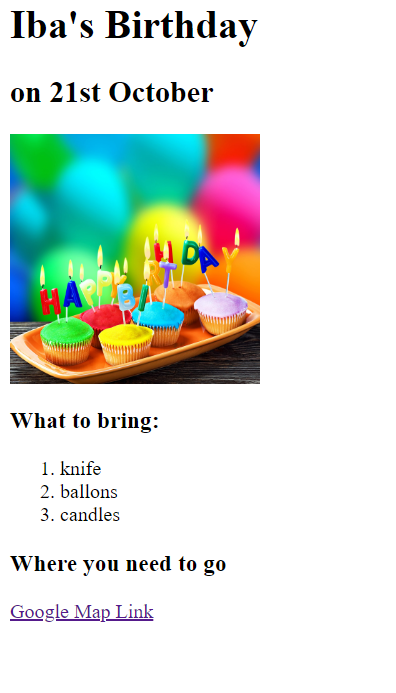 Iba's Birthday
on 21st October
HAPPY BIRTHDAY
What to bring:
1. knife
2. ballons
3. candles
Where you need to go
Google Map Link